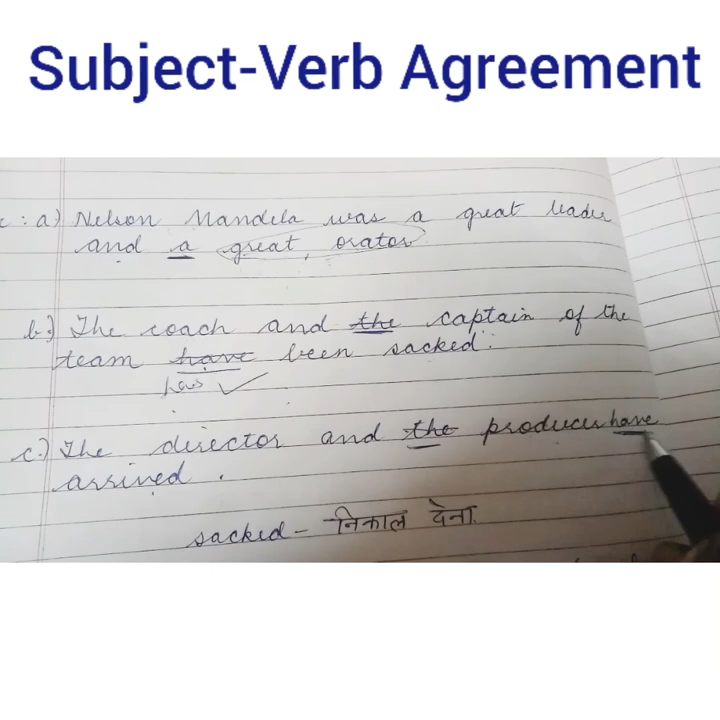 Subject-Verb Agreement
: a) Nelson Mandela was a great leader
and a great, orator
b.) The coach and the captain of the
team have been sacked.
has ✓
c.) The director and the producer have
arrived.
sacked - निकाल देना.